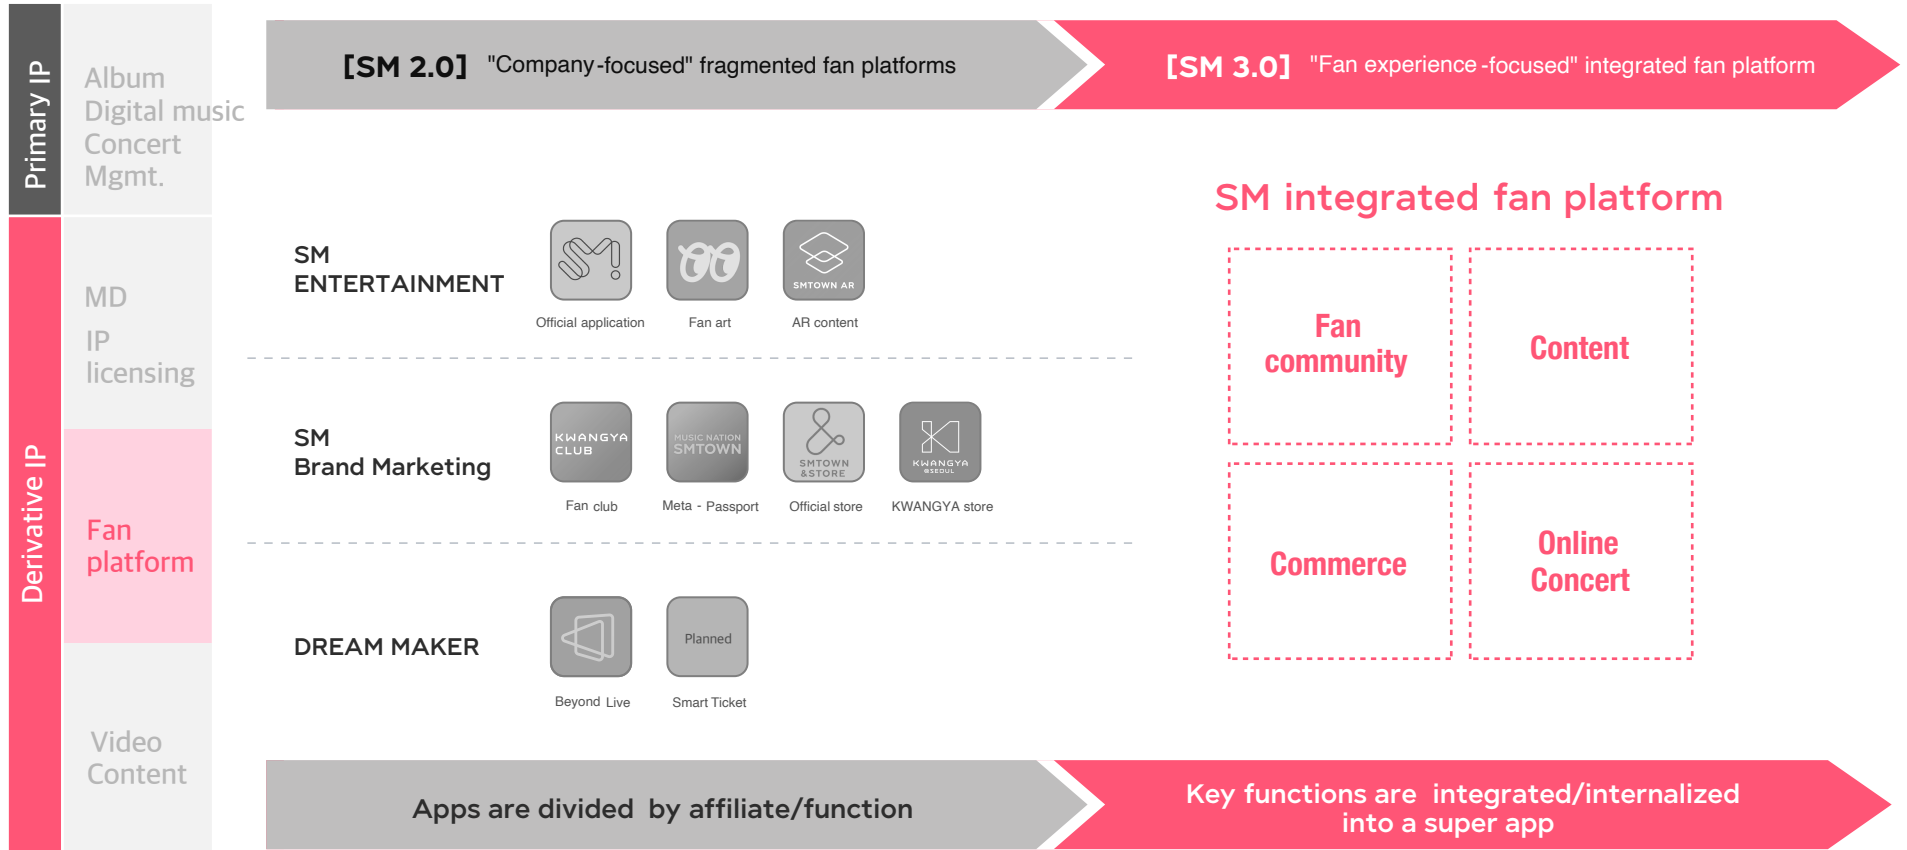 Primary IP
Album
Digital music
Concert
Mgmt.
Derivative IP
MD
IP
licensing
Fan
platform
Video
Content
[SM 2.0] "Company-focused" fragmented fan platforms
[SM 3.0] "Fan experience-focused" integrated fan platform
SM
ENTERTAINMENT
SM!
SMTOWN AR
Official application
Fan art
AR content
SM
Brand Marketing
KWANGYA
CLUB
MUSIC NATION
SMTOWN
SMTOWN
&STORE
KWANGYA
@SEOUL
Fan club
Meta - Passport
Official store
KWANGYA store
DREAM MAKER
Planned
Beyond Live
Smart Ticket
SM integrated fan platform
Fan
community
Content
Commerce
Online
Concert
Apps are divided by affiliate/function
Key functions are integrated/internalized
into a super app